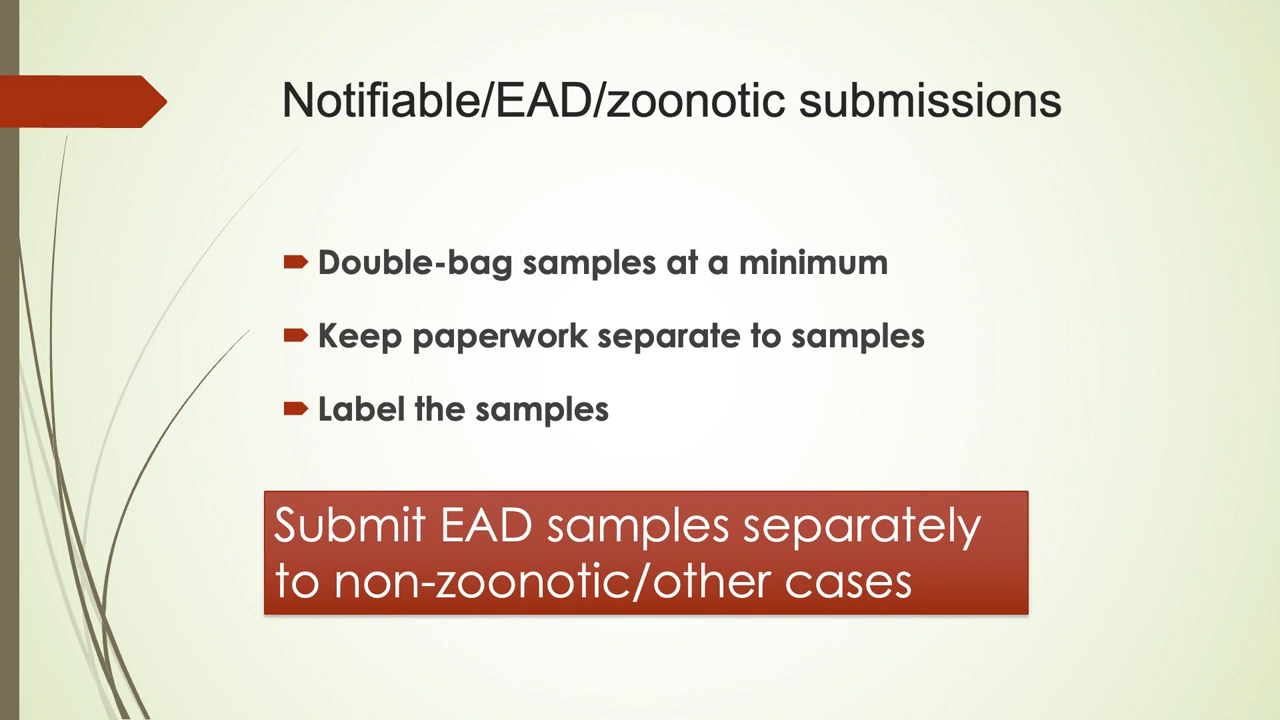 Notifiable/EAD/zoonotic submissions
Double-bag samples at a minimum
Keep paperwork separate to samples
Label the samples
Submit EAD samples separately
to non-zoonotic/other cases